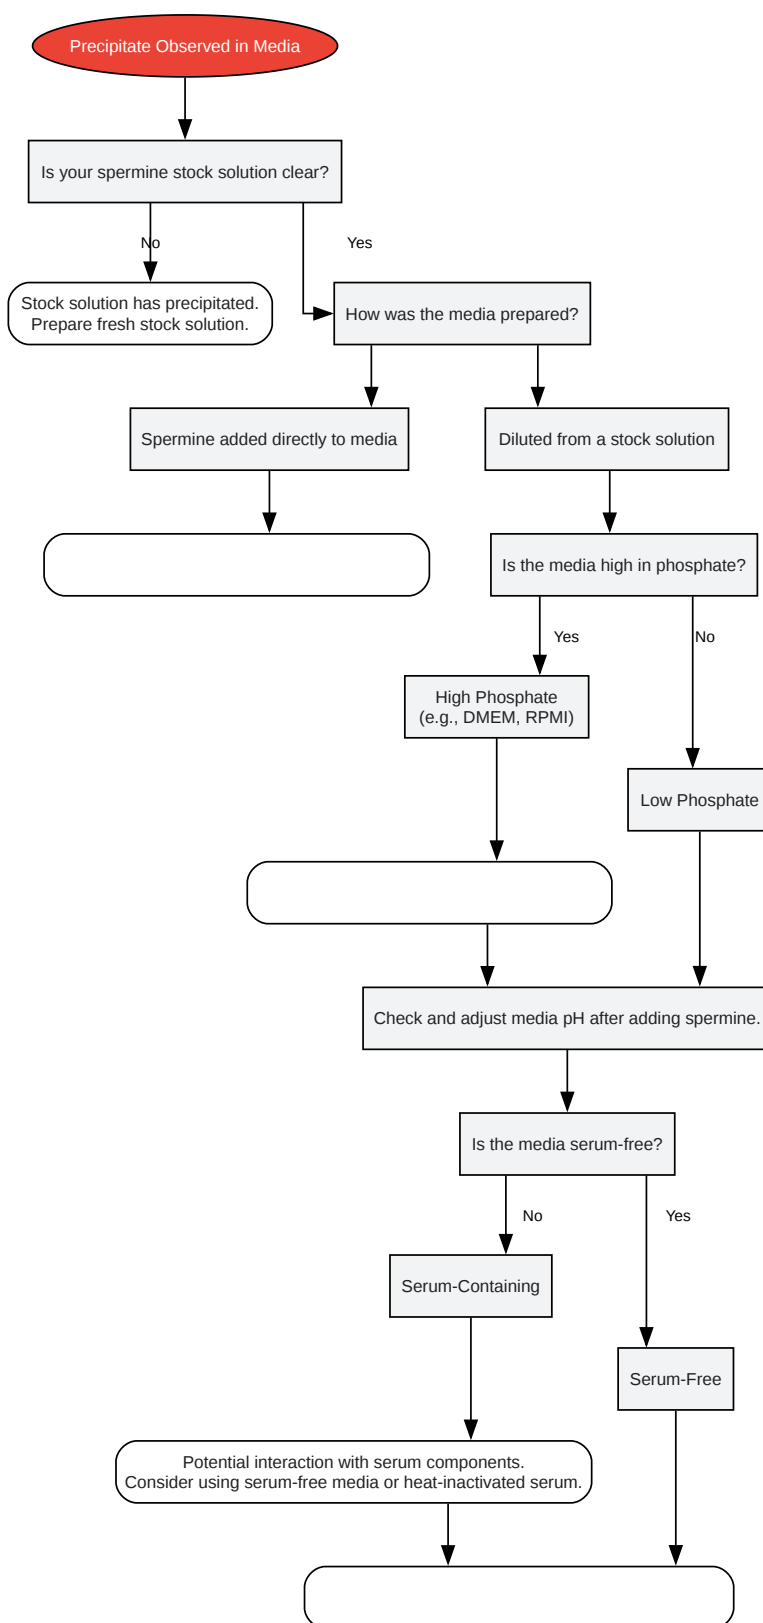 Precipitate Observed in Media
Is your spermine stock solution clear?
No
Yes
Stock solution has precipitated.
Prepare fresh stock solution.
How was the media prepared?
Spermine added directly to media
Diluted from a stock solution
Is the media high in phosphate?
Yes
No
High Phosphate
(e.g., DMEM, RPMI)
Low Phosphate
Check and adjust media pH after adding spermine.
Is the media serum-free?
No
Yes
Serum-Containing
Serum-Free
Potential interaction with serum components.
Consider using serum-free media or heat-inactivated serum.